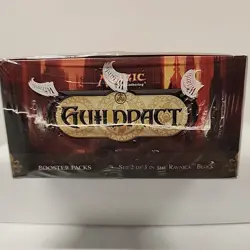 MAGIC
GUILDPACT
BOOSTER PACKS
SET 2 OF 3 IN THE RAVNICA BLOCK